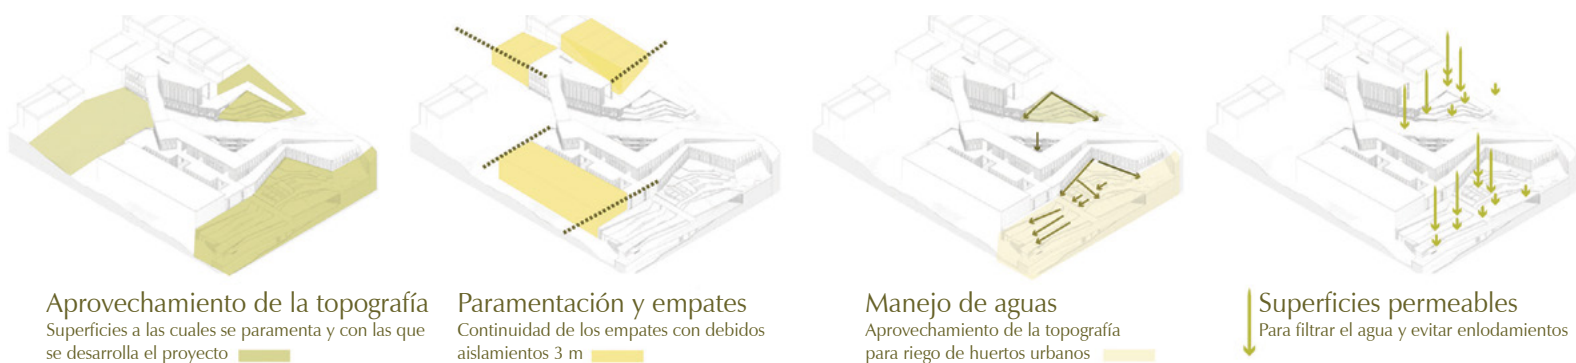 Aprovechamiento de la topografía
Superficies a las cuales se paramenta y con las que
se desarrolla el proyecto
Paramentación y empates
Continuidad de los empates con debidos
aislamientos 3 m
Manejo de aguas
Aprovechamiento de la topografía
para riego de huertos urbanos
Superficies permeables
Para filtrar el agua y evitar enlodamientos